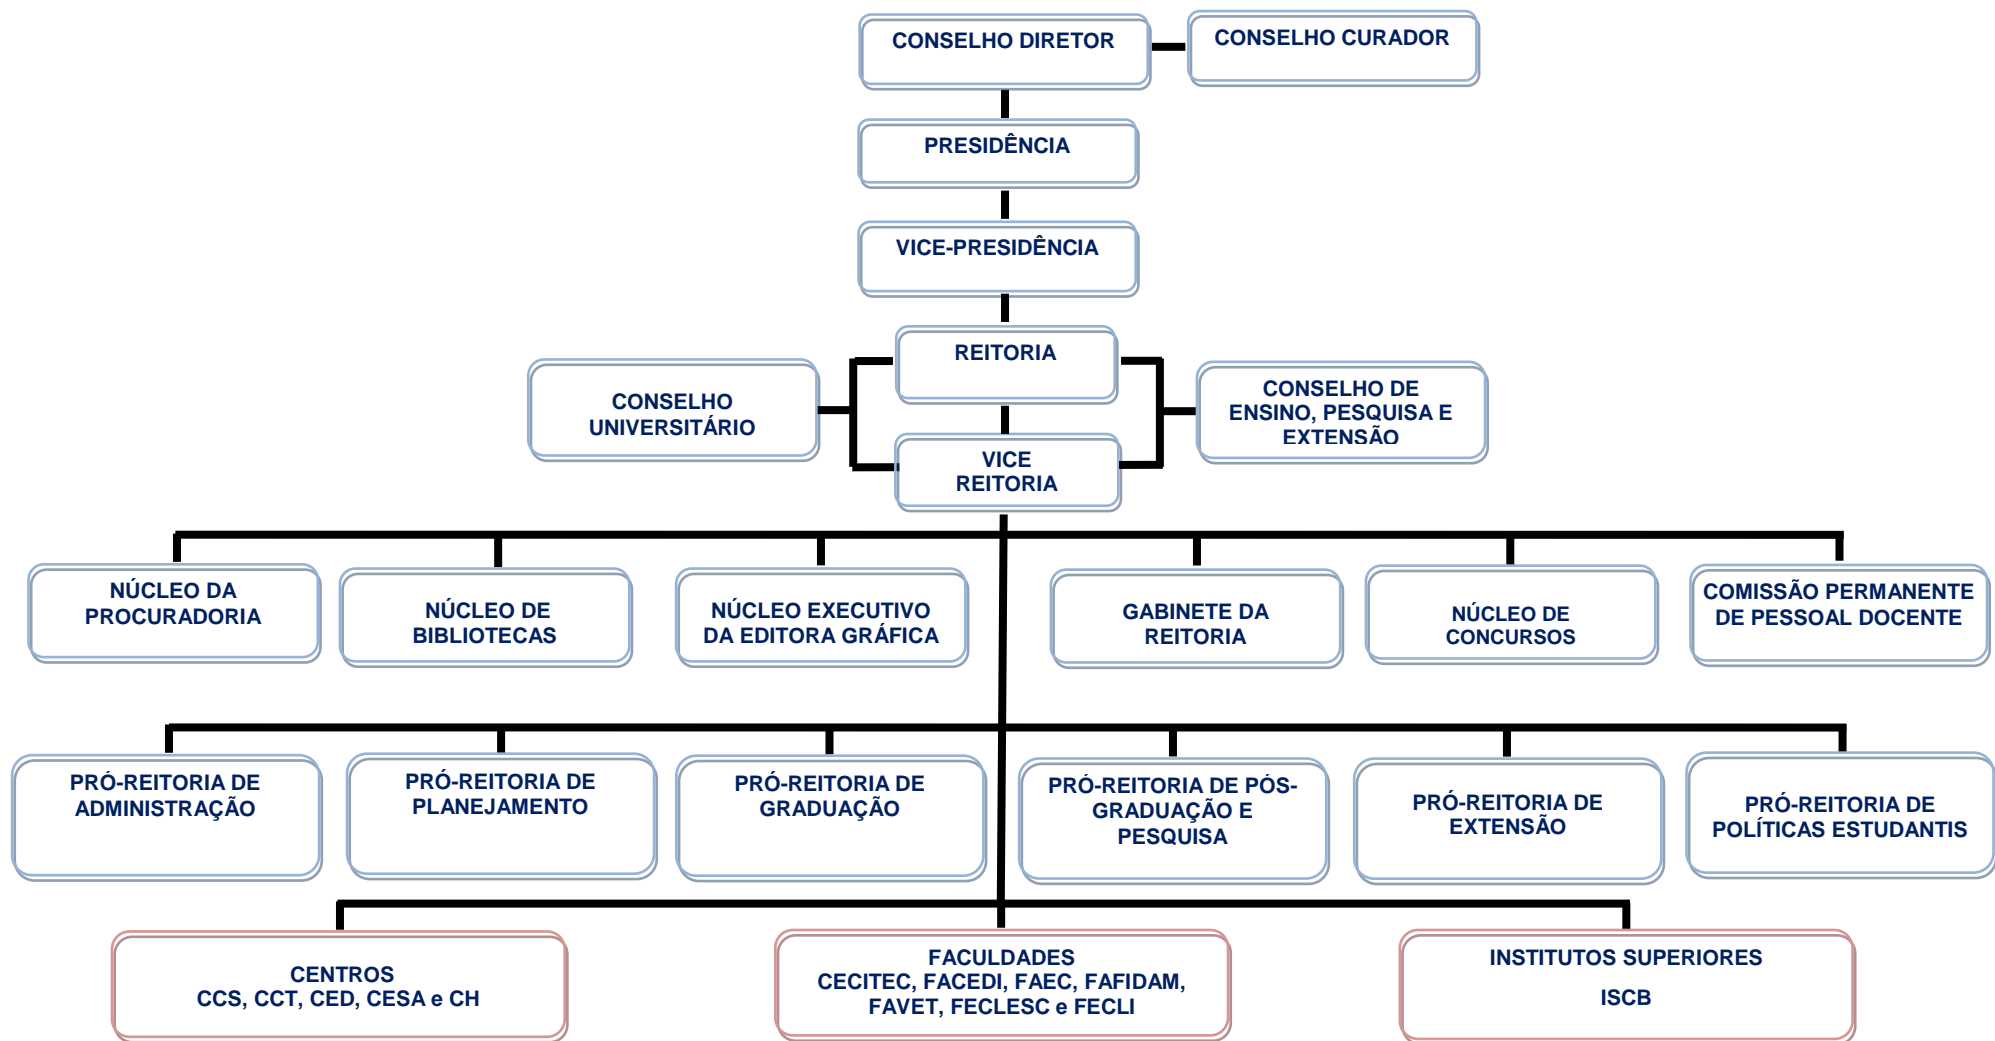 CONSELHO DIRETOR
CONSELHO CURADOR
PRESIDÊNCIA
VICE-PRESIDÊNCIA
REITORIA
CONSELHO
UNIVERSITÁRIO
CONSELHO DE
ENSINO, PESQUISA E
EXTENSÃO
VICE
REITORIA
NÚCLEO DA
PROCURADORIA
NÚCLEO DE
BIBLIOTECAS
NÚCLEO EXECUTIVO
DA EDITORA GRÁFICA
GABINETE DA
REITORIA
NÚCLEO DE
CONCURSOS
COMISSÃO PERMANENTE
DE PESSOAL DOCENTE
PRÓ-REITORIA DE
ADMINISTRAÇÃO
PRÓ-REITORIA DE
PLANEJAMENTO
PRÓ-REITORIA DE
GRADUAÇÃO
PRÓ-REITORIA DE PÓS-
GRADUAÇÃO E
PESQUISA
PRÓ-REITORIA DE
EXTENSÃO
PRÓ-REITORIA DE
POLÍTICAS ESTUDANTIS
CENTROS
CCS, CCT, CED, CESA e CH
FACULDADES
CECITEC, FACEDI, FAEC, FAFIDAM,
FAVET, FECLESC e FECLI
INSTITUTOS SUPERIORES
ISCB